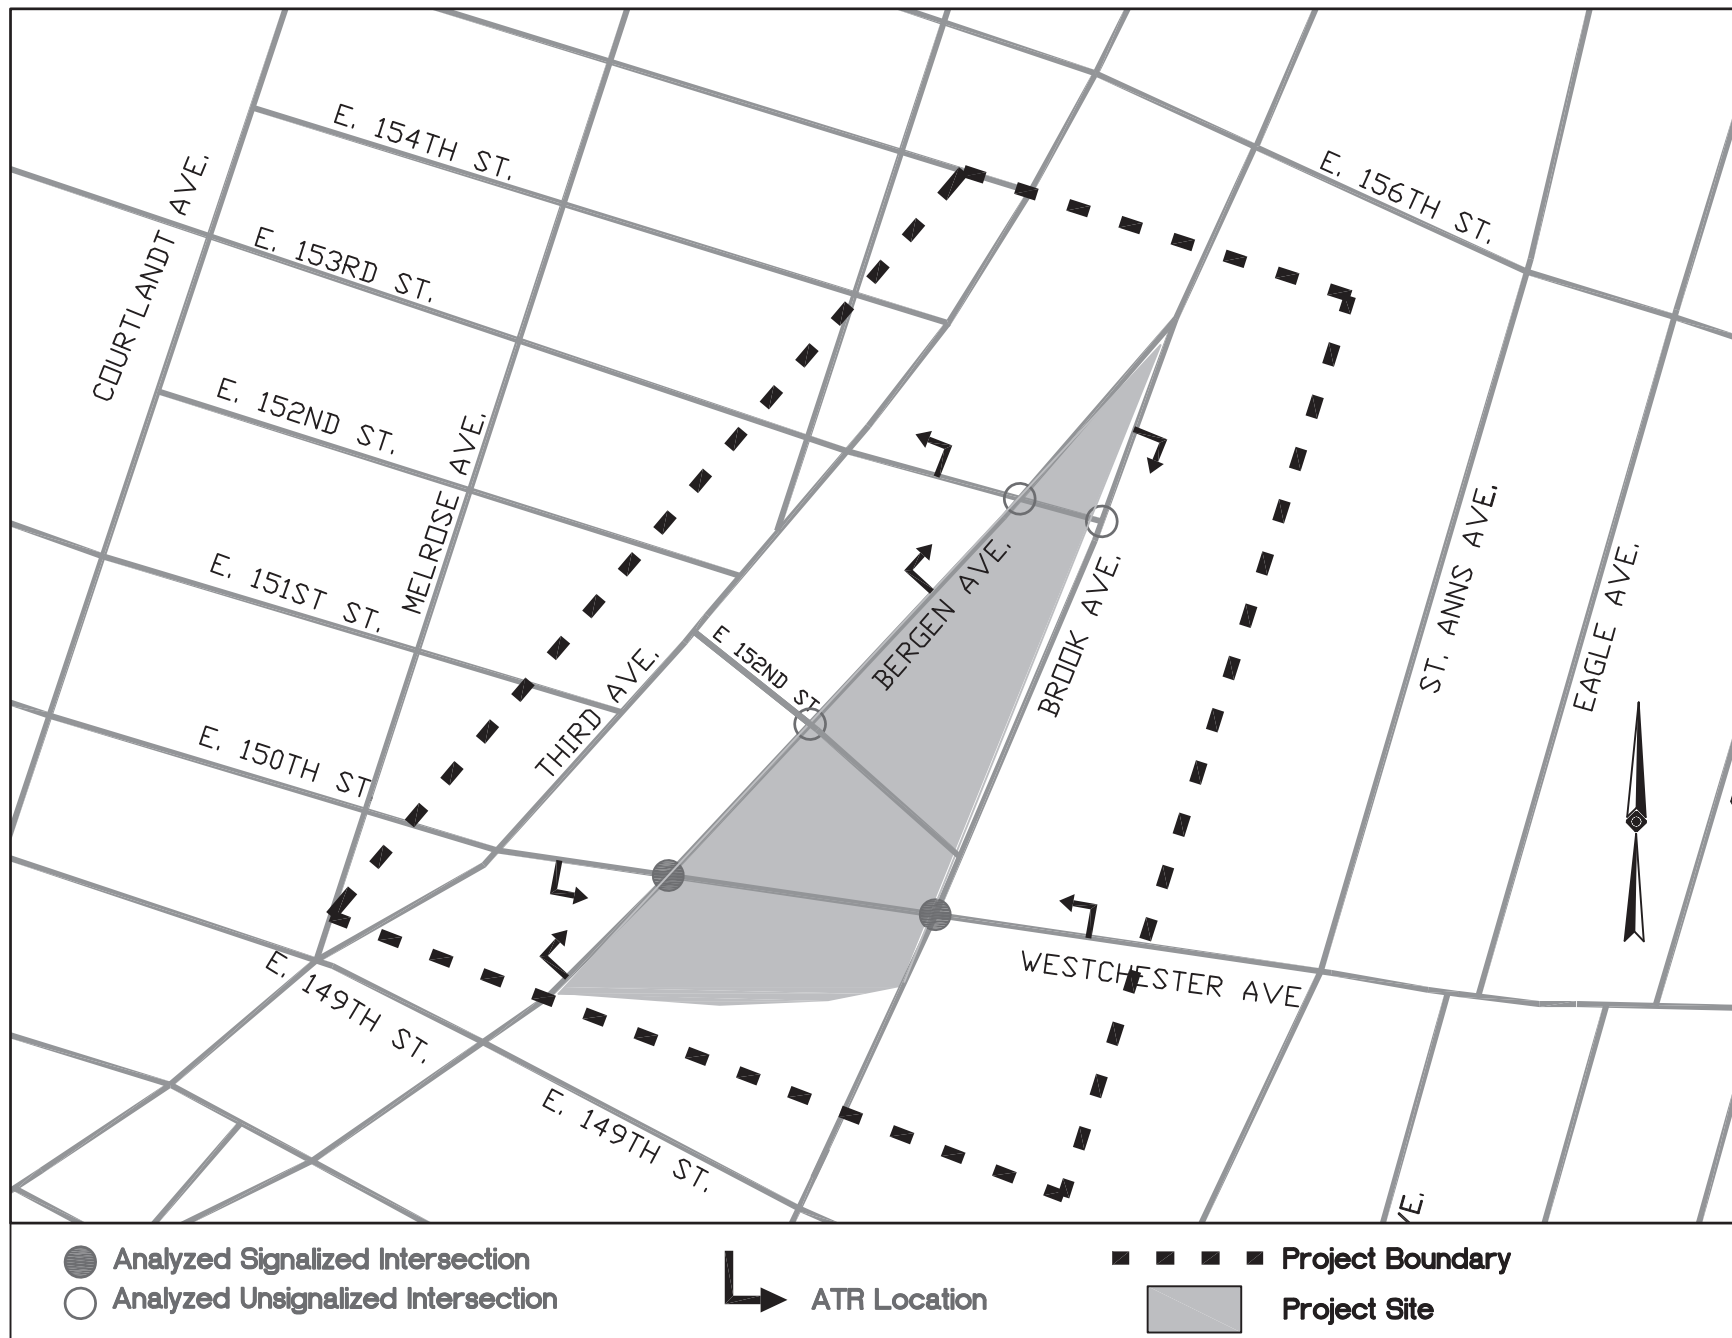 E. 154TH ST.
E. 156TH ST.
COURTLANDT AVE.
E. 153RD ST.
E. 152ND ST.
MELROSE AVE.
E. 151ST ST.
E. 150TH ST
THIRD AVE.
E 152ND ST.
BERGEN AVE.
BROOK AVE.
ST. ANNS AVE.
EAGLE AVE.
WESTCHESTER AVE
E. 149TH ST.
E. 149TH ST.
VE.
Analyzed Signalized Intersection
Analyzed Unsignalized Intersection
ATR Location
Project Boundary
Project Site